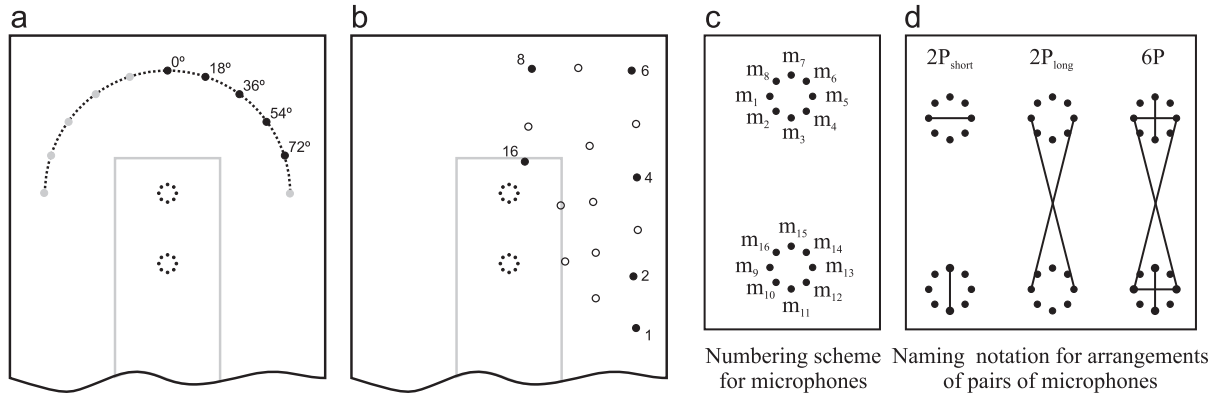 a
0º
18º
36º
54º
72º
b
8
6
16
4
2
1
c
m₇
m₈ m₆
m₁ m₅
m₂ m₄
m₃
m₁₅
m₁₆ m₁₄
m₉ m₁₃
m₁₀ m₁₂
m₁₁
Numbering scheme
for microphones
d
2Pshort 2Plong 6P
Naming notation for arrangements
of pairs of microphones